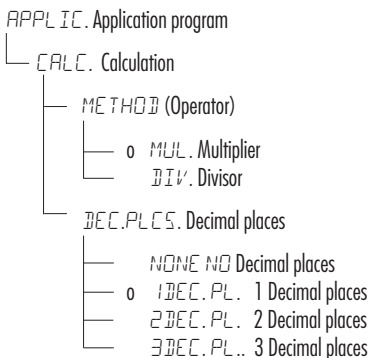 APPLIC. Application program
CALC. Calculation
METHOD (Operator)
o MUL. Multiplier
DIV. Divisor
DEC.PLCS. Decimal places
NONE NO Decimal places
o 1DEC.PL. 1 Decimal places
2DEC.PL. 2 Decimal places
3DEC.PL.. 3 Decimal places